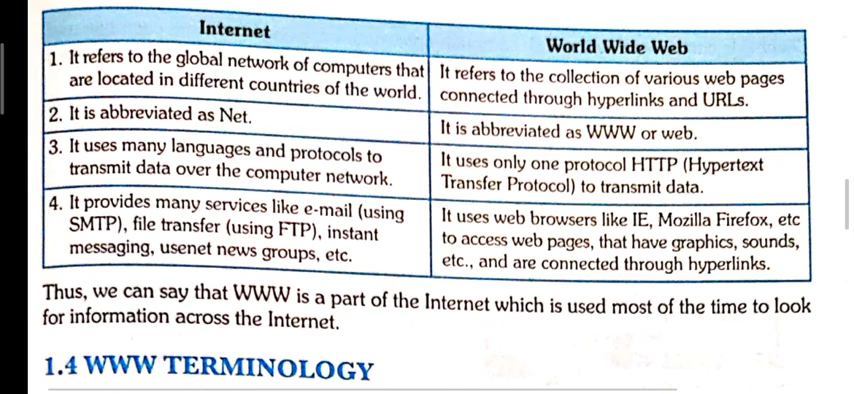 Internet
World Wide Web
1. It refers to the global network of computers that
are located in different countries of the world.
It refers to the collection of various web pages
connected through hyperlinks and URLs.
2. It is abbreviated as Net.
It is abbreviated as WWW or web.
3. It uses many languages and protocols to
transmit data over the computer network.
It uses only one protocol HTTP (Hypertext
Transfer Protocol) to transmit data.
4. It provides many services like e-mail (using
SMTP), file transfer (using FTP), instant
messaging, usenet news groups, etc.
It uses web browsers like IE, Mozilla Firefox, etc
to access web pages, that have graphics, sounds,
etc., and are connected through hyperlinks.
Thus, we can say that WWW is a part of the Internet which is used most of the time to look
for information across the Internet.
1.4 WWW TERMINOLOGY